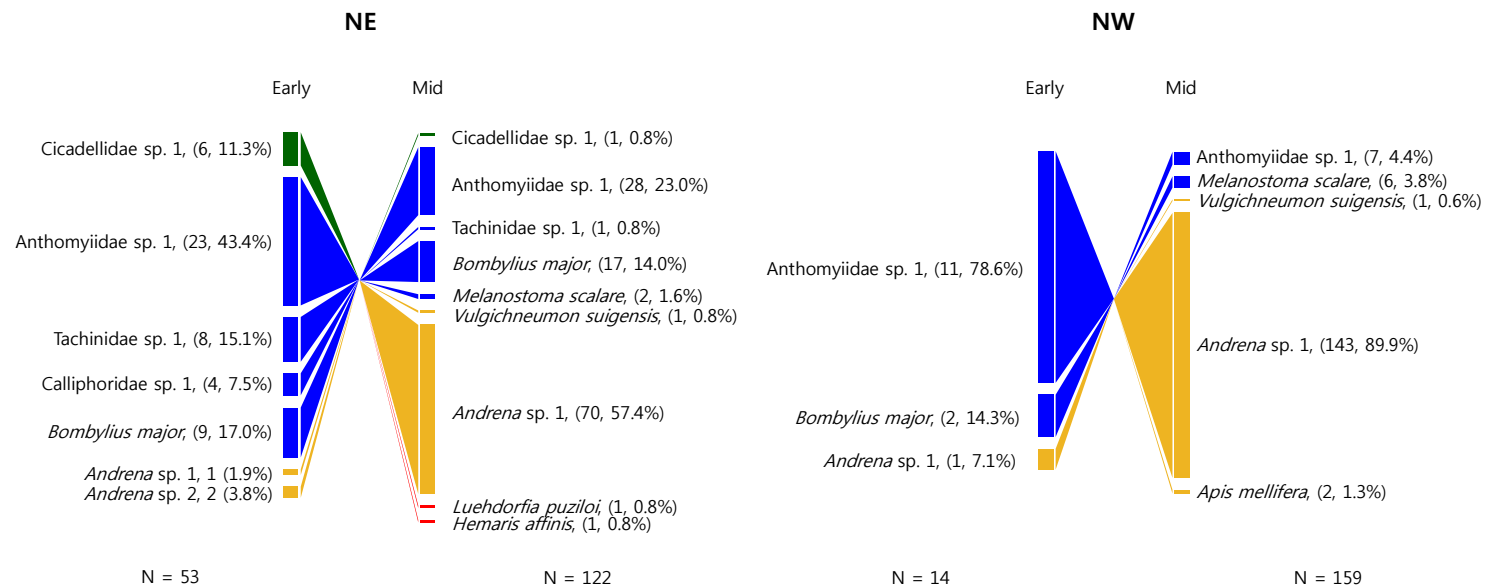 NE
Early
Mid
Cicadellidae sp. 1, (6, 11.3%)
Anthomyiidae sp. 1, (23, 43.4%)
Tachinidae sp. 1, (8, 15.1%)
Calliphoridae sp. 1, (4, 7.5%)
Bombylius major, (9, 17.0%)
Andrena sp. 1, 1 (1.9%)
Andrena sp. 2, 2 (3.8%)
N = 53
Cicadellidae sp. 1, (1, 0.8%)
Anthomyiidae sp. 1, (28, 23.0%)
Tachinidae sp. 1, (1, 0.8%)
Bombylius major, (17, 14.0%)
Melanostoma scalare, (2, 1.6%)
Vulgichneumon suigensis, (1, 0.8%)
Andrena sp. 1, (70, 57.4%)
Luehdorfia puziloi, (1, 0.8%)
Hemaris affinis, (1, 0.8%)
N = 122
NW
Early
Mid
Anthomyiidae sp. 1, (11, 78.6%)
Bombylius major, (2, 14.3%)
Andrena sp. 1, (1, 7.1%)
N = 14
Anthomyiidae sp. 1, (7, 4.4%)
Melanostoma scalare, (6, 3.8%)
Vulgichneumon suigensis, (1, 0.6%)
Andrena sp. 1, (143, 89.9%)
Apis mellifera, (2, 1.3%)
N = 159